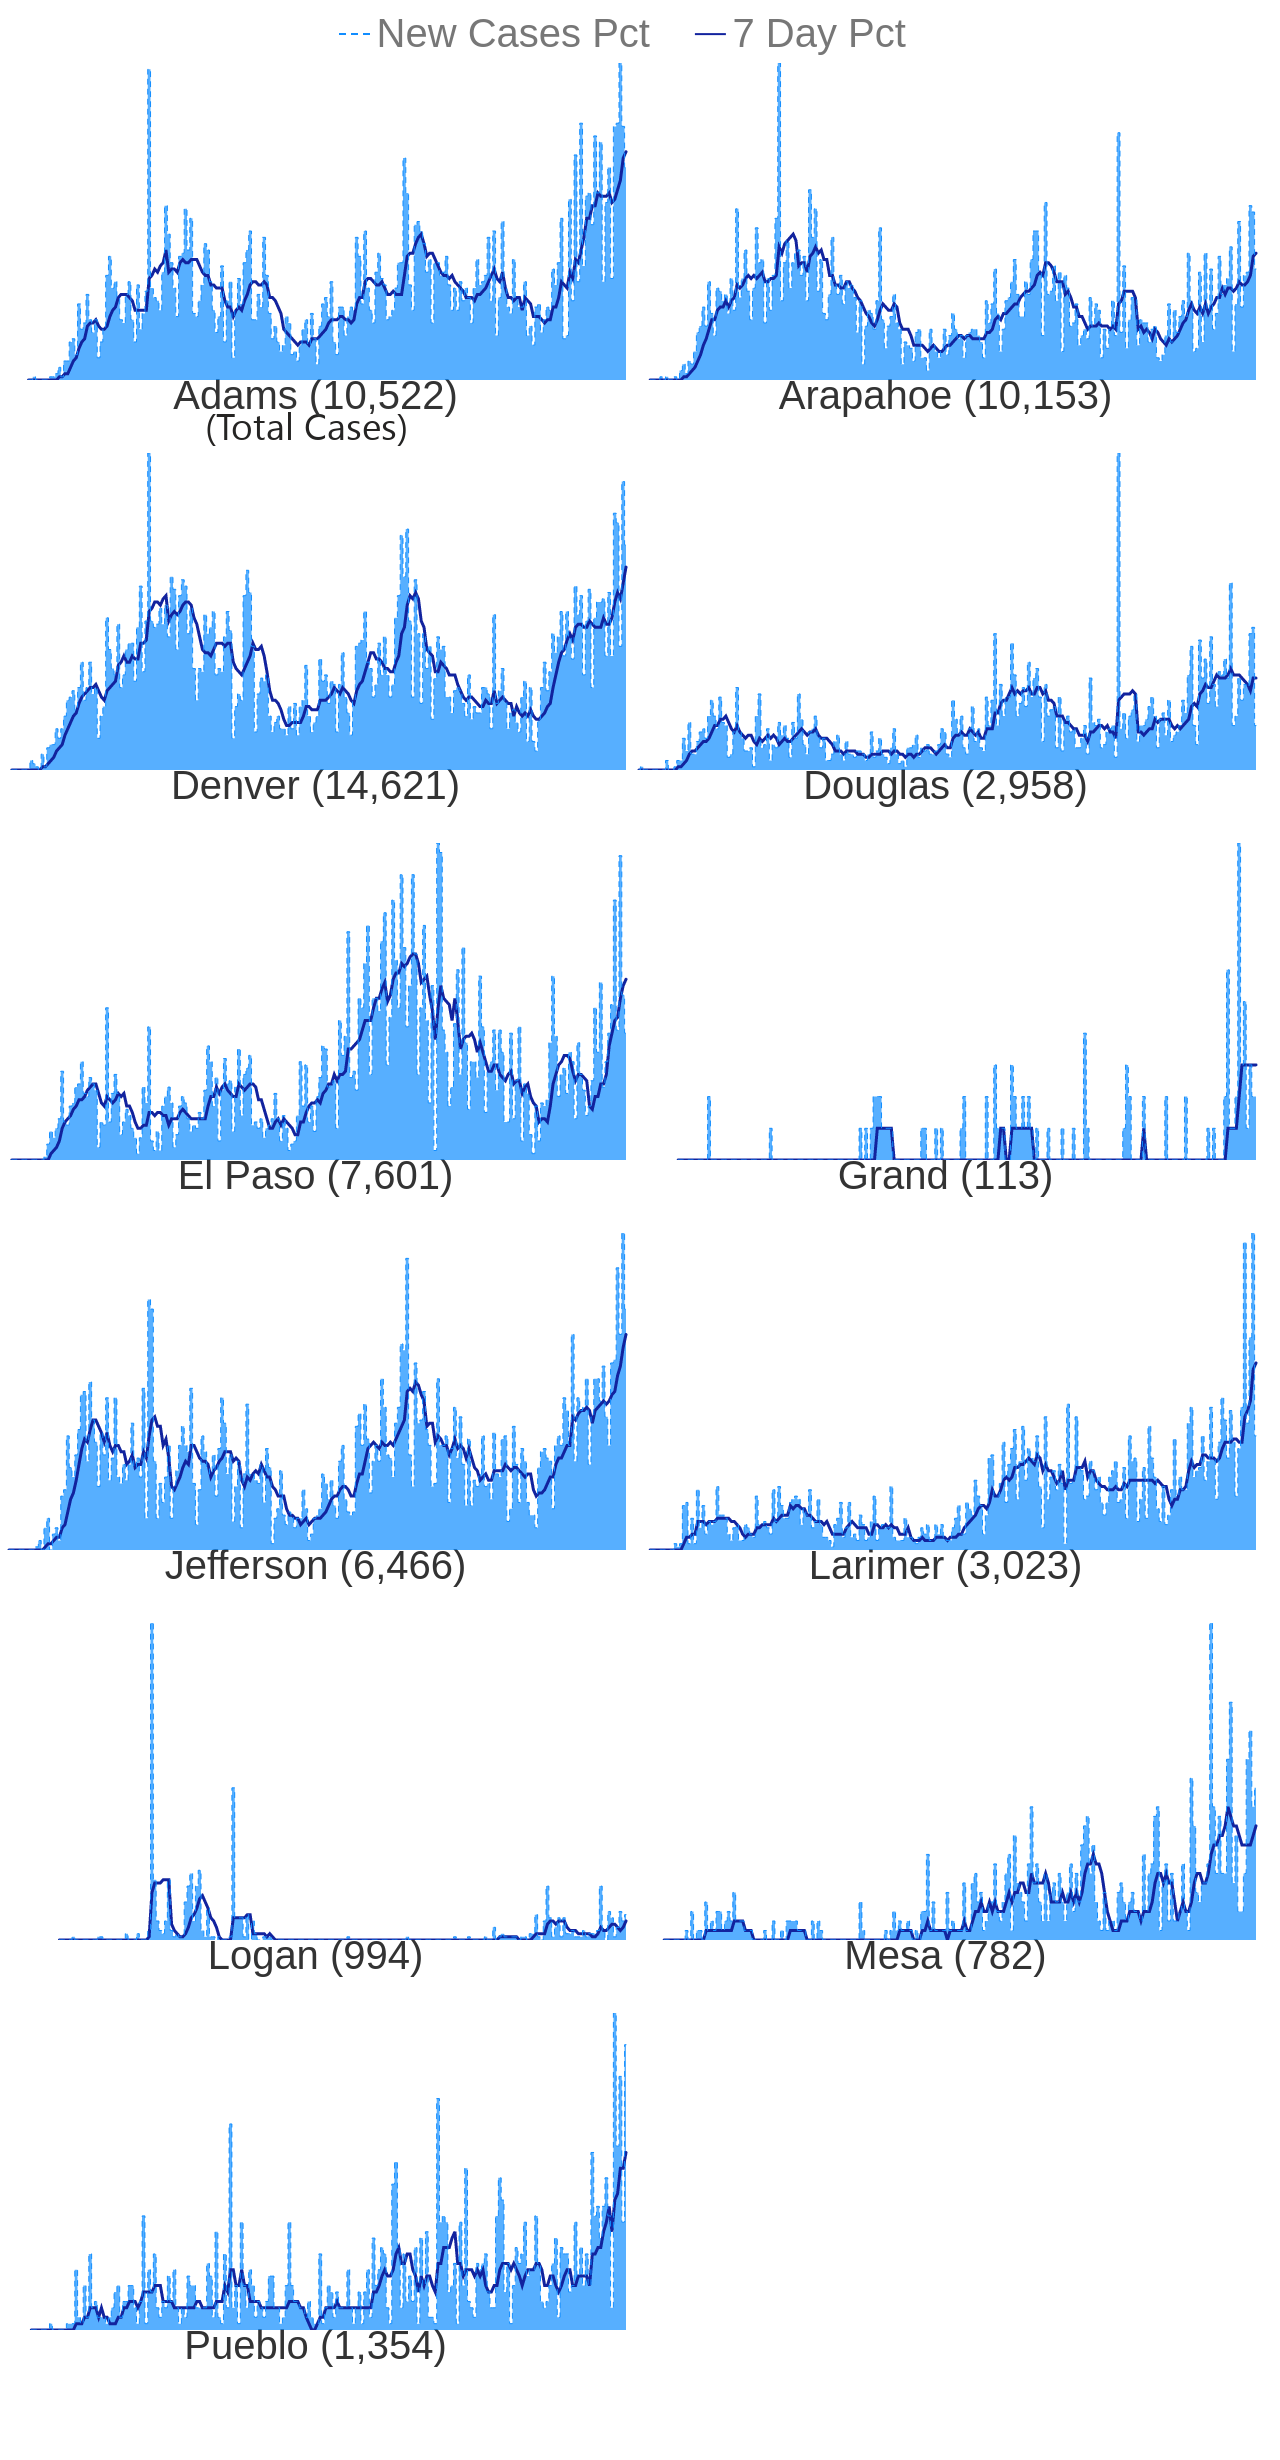 New Cases Pct 7 Day Pct
Adams (10,522) Arapahoe (10,153)
(Total Cases)
Denver (14,621) Douglas (2,958)
El Paso (7,601) Grand (113)
Jefferson (6,466) Larimer (3,023)
Logan (994) Mesa (782)
Pueblo (1,354)